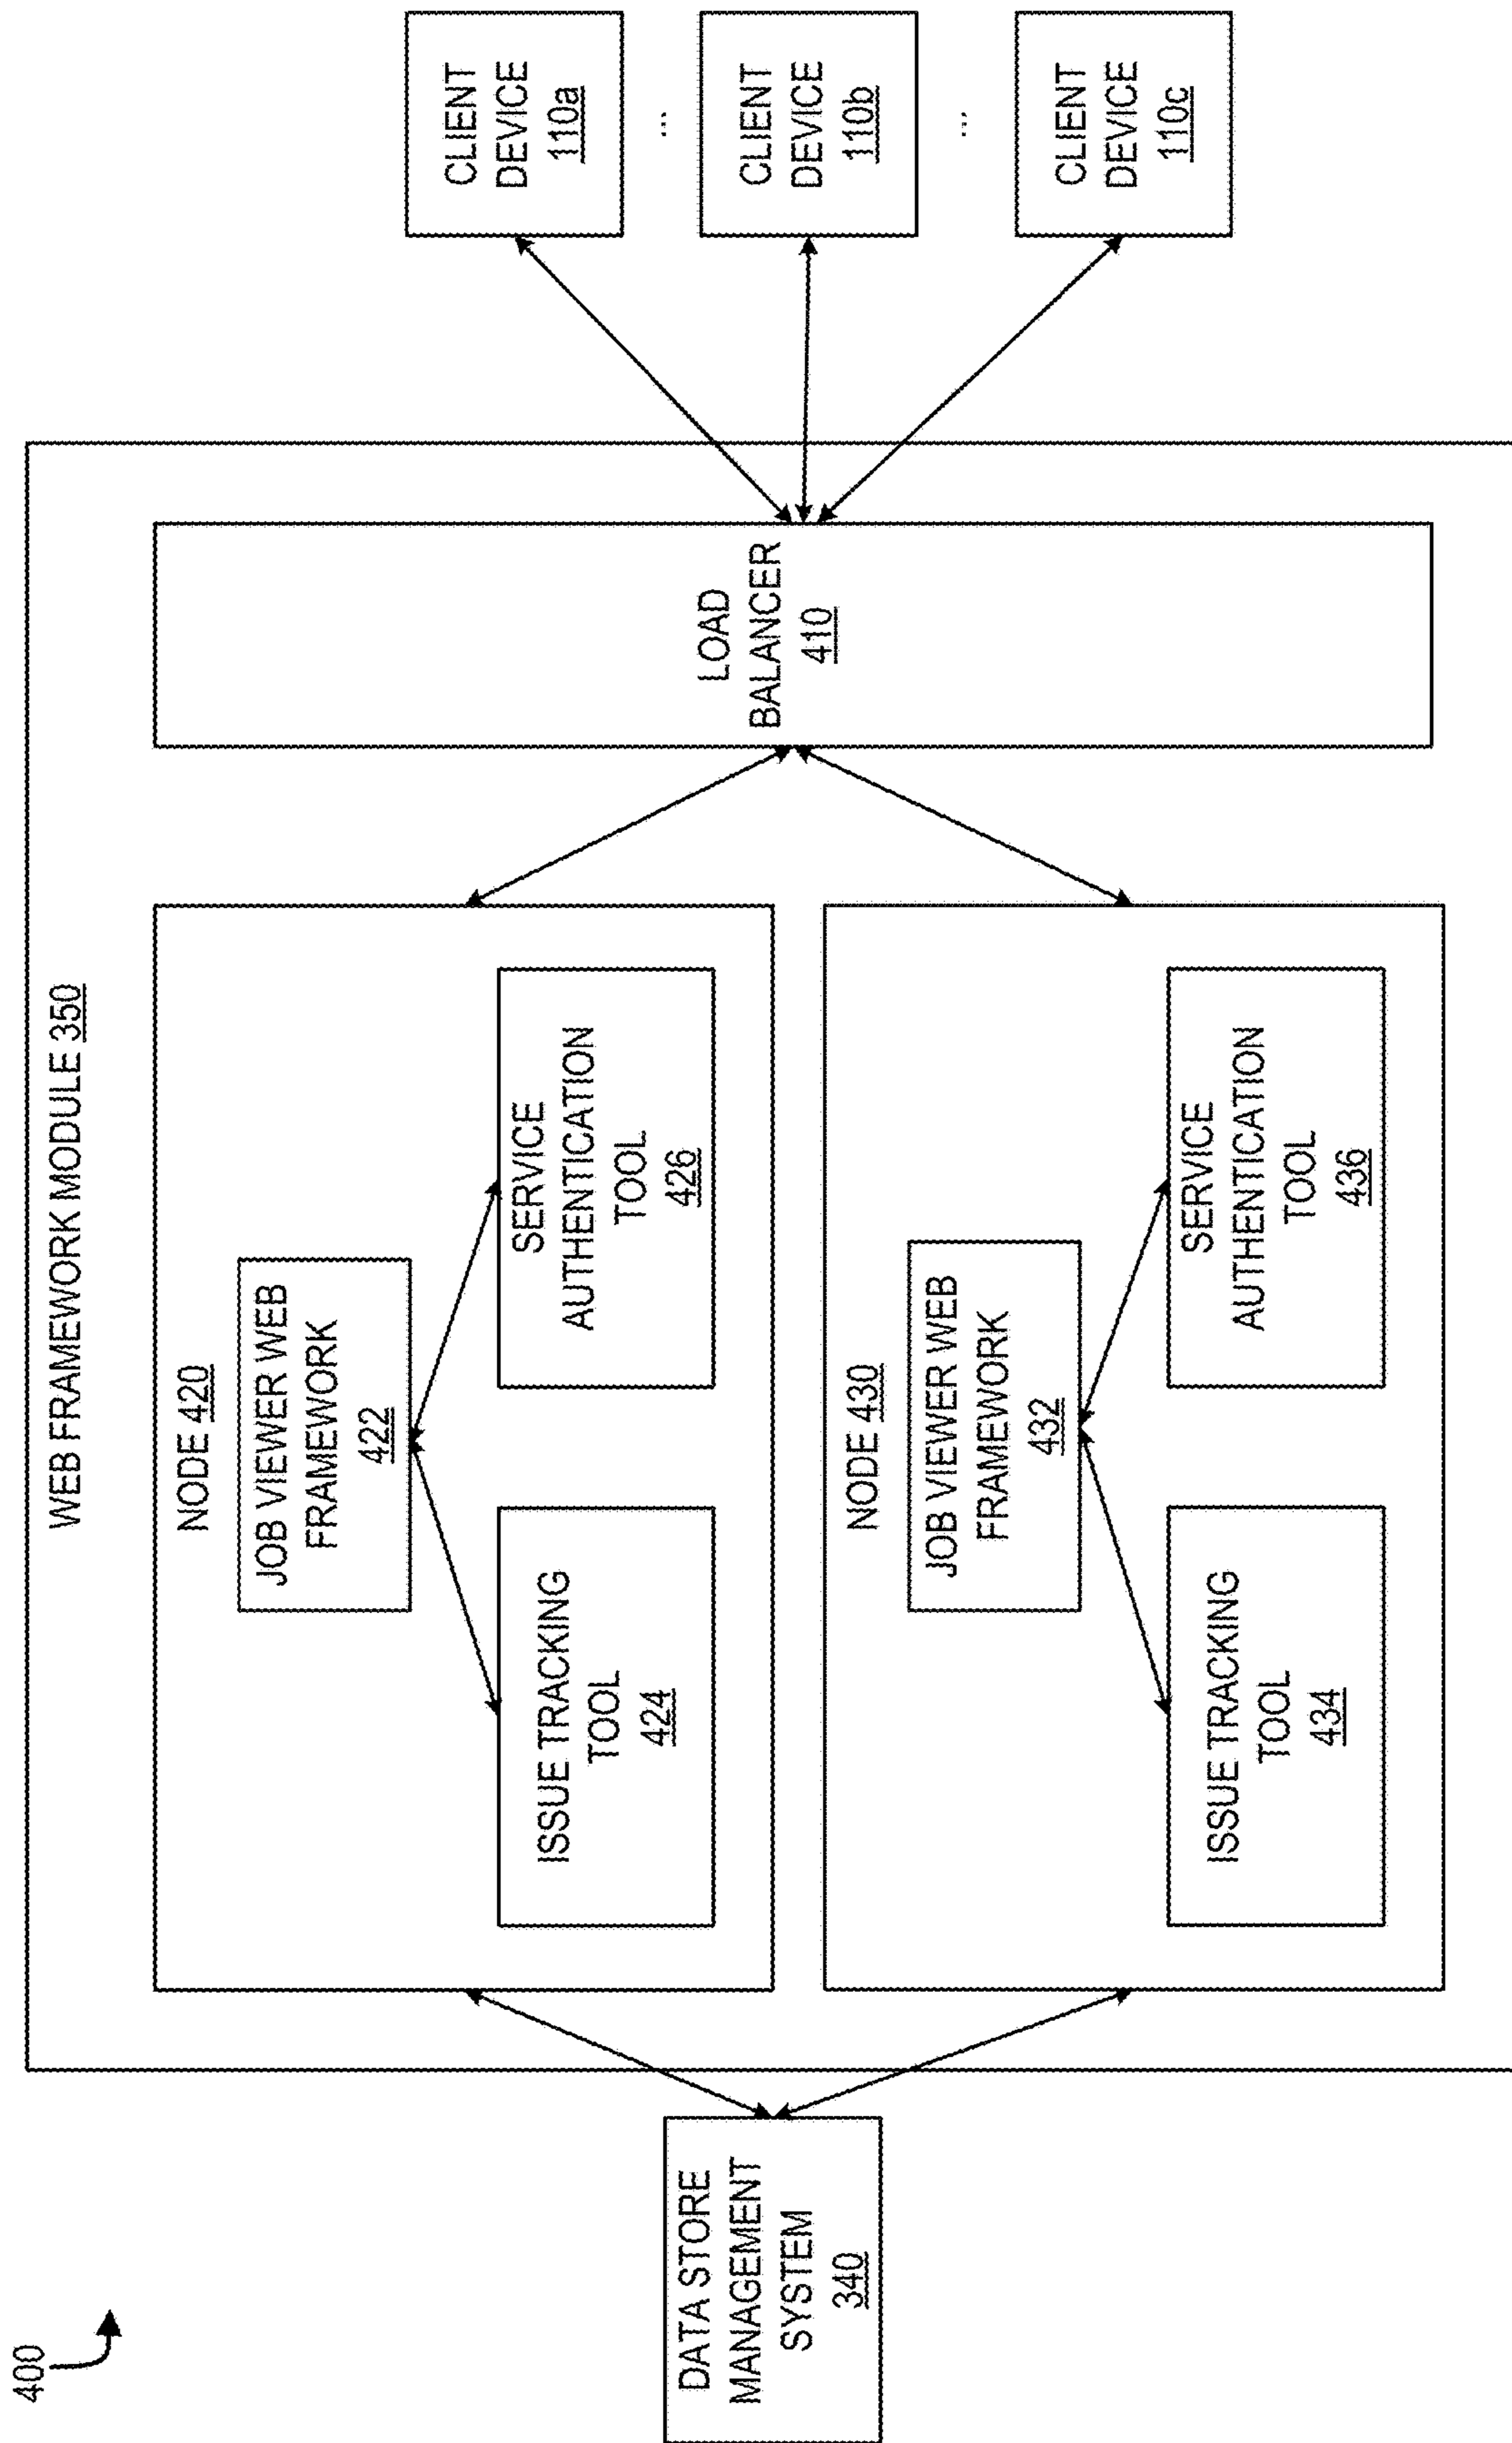 400
DATA STORE
MANAGEMENT
SYSTEM
340
WEB FRAMEWORK MODULE 350
NODE 420
JOB VIEWER WEB
FRAMEWORK
422
ISSUE TRACKING
TOOL
424
SERVICE
AUTHENTICATION
TOOL
426
NODE 430
JOB VIEWER WEB
FRAMEWORK
432
ISSUE TRACKING
TOOL
434
SERVICE
AUTHENTICATION
TOOL
436
LOAD
BALANCER
410
CLIENT
DEVICE
110a
...
CLIENT
DEVICE
110b
...
CLIENT
DEVICE
110c